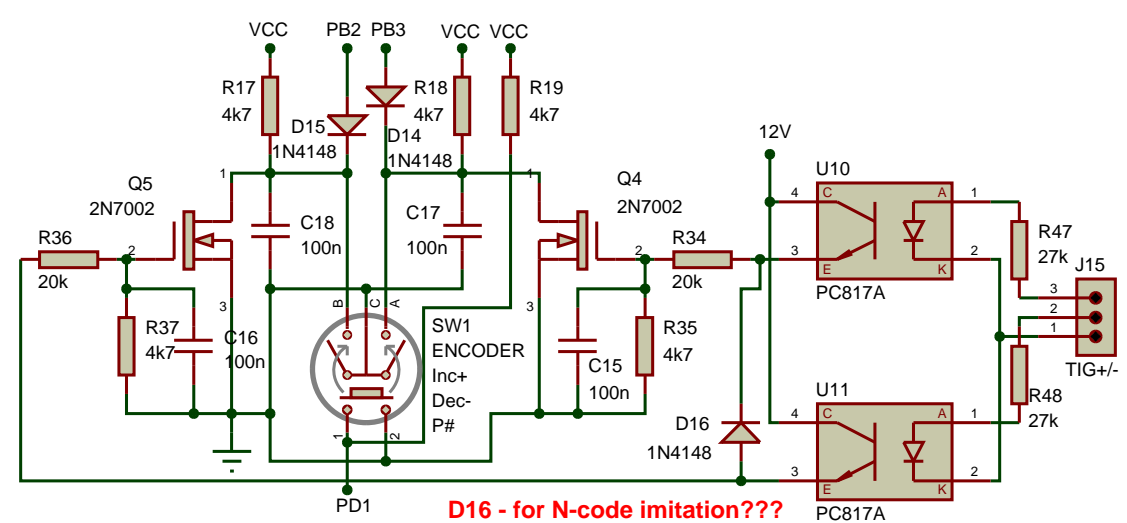 VCC PB2 PB3 VCC VCC
R17
4k7
D15
1N4148
D14
1N4148
R18
4k7
R19
4k7
12V
Q5
2N7002
1
2
3
R36
20k
R37
4k7
C16
100n
C18
100n
C17
100n
B C A
SW1
ENCODER
Inc+
Dec-
P#
1 2
PD1
Q4
2N7002
1
2
3
R34
20k
C15
100n
R35
4k7
D16
1N4148
U10
4 C A 1
3 E K 2
PC817A
R47
27k
J15
3
2
1
TIG+/-
R48
27k
U11
4 C A 1
3 E K 2
PC817A
D16 - for N-code imitation???